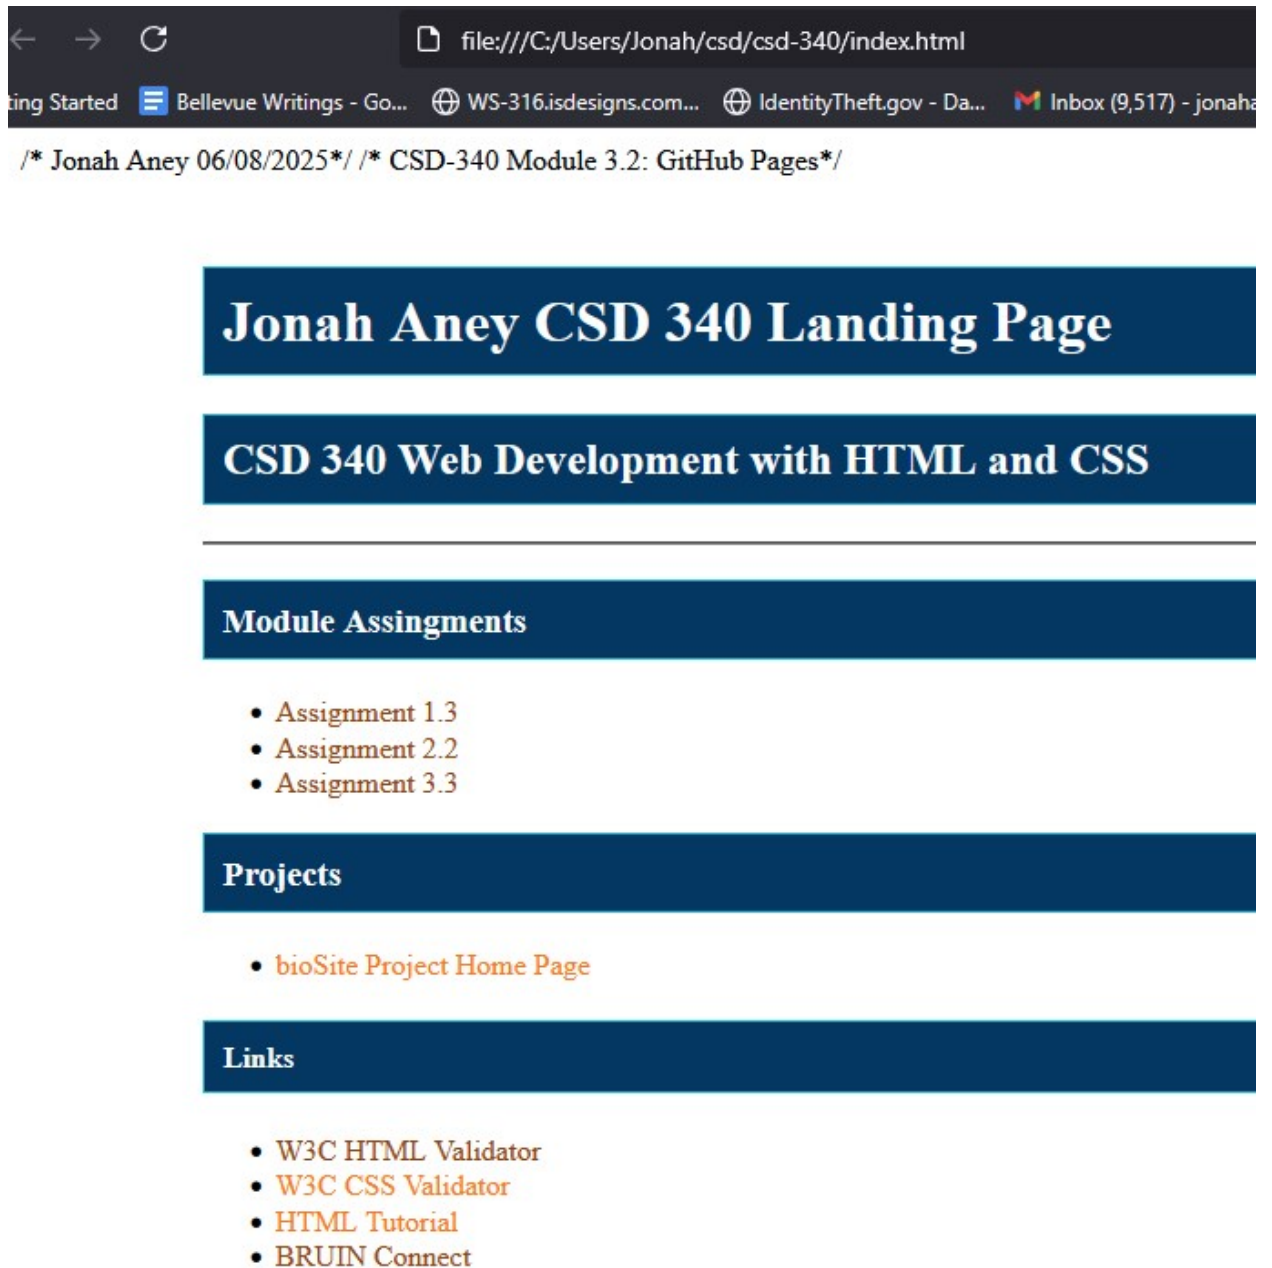 file:///C:/Users/Jonah/csd/csd-340/index.html
Started Bellevue Writings - Go... WS-316.isdesigns.com... IdentityTheft.gov - Da... Inbox (9,517) -
/* Jonah Aney 06/08/2025*/ /* CSD-340 Module 3.2: GitHub Pages*/
Jonah Aney CSD 340 Landing Page
CSD 340 Web Development with HTML and CSS
Module Assingments
• Assignment 1.3
• Assignment 2.2
• Assignment 3.3
Projects
• bioSite Project Home Page
Links
• W3C HTML Validator
• W3C CSS Validator
• HTML Tutorial
• BRUIN Connect